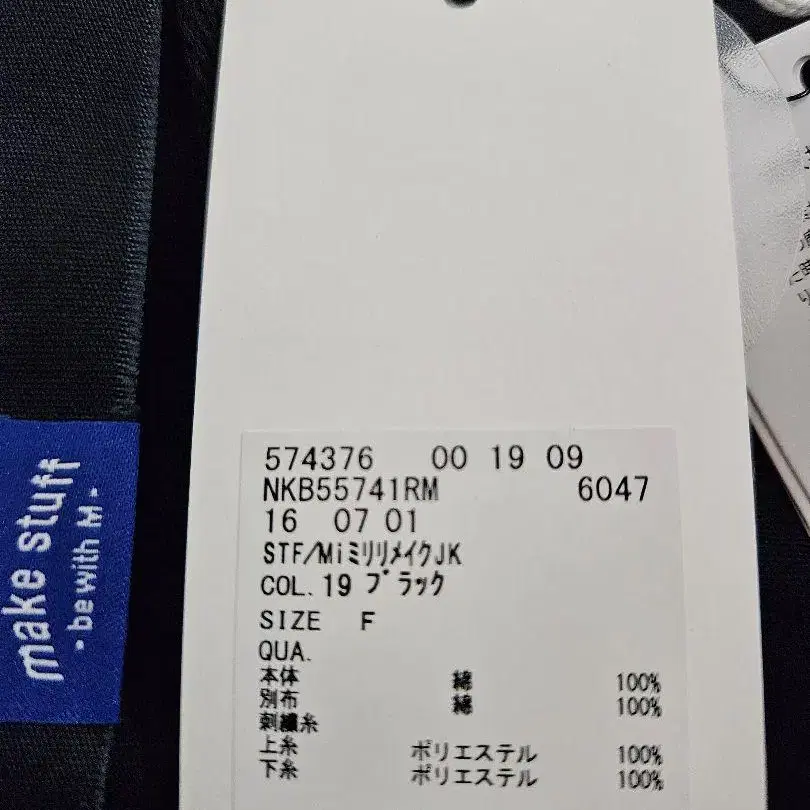 make stuff
- be with M -
574376 00 19 09
NKB55741RM 6047
16 07 01
STF/MiミリリメイクJK
COL.19 ブラック
SIZE F
QUA.
本体 綿 100%
別布 綿 100%
刺繍糸
上糸 ポリエステル 100%
下糸 ポリエステル 100%